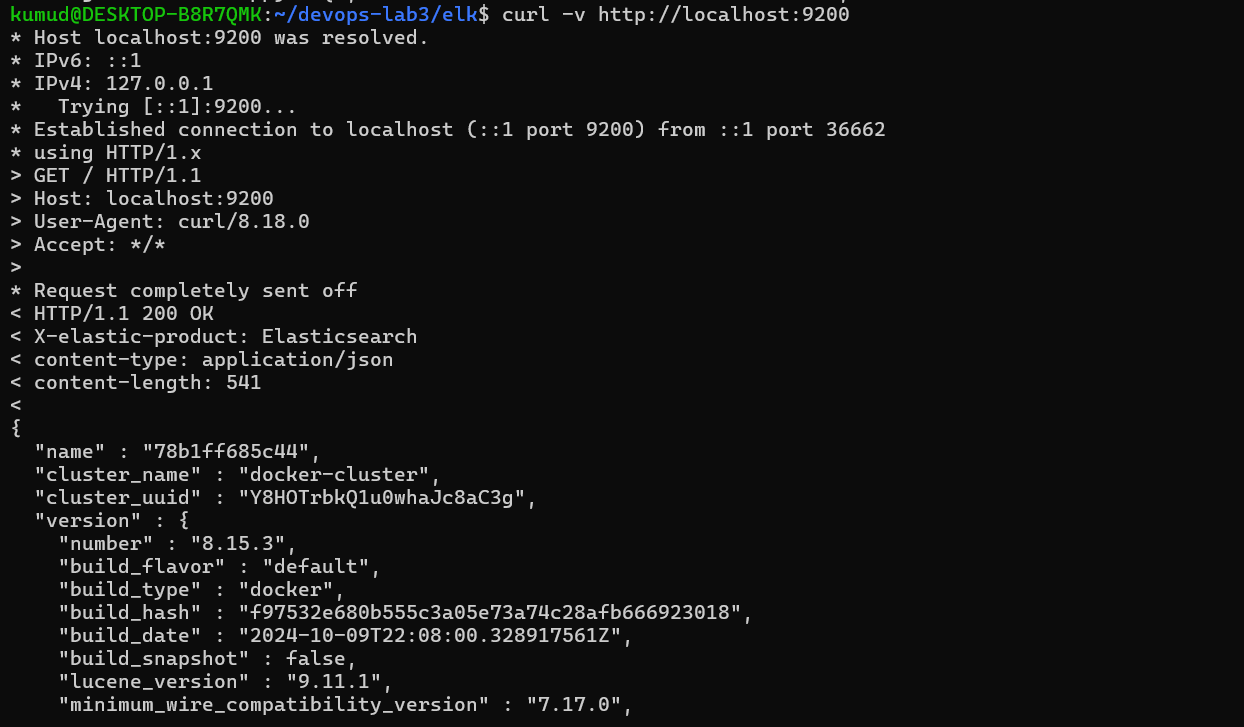 kumud@DESKTOP-B8R7QMK:~/devops-lab3/elk$ curl -v http://localhost:9200
* Host localhost:9200 was resolved.
* IPv6: ::1
* IPv4: 127.0.0.1
*   Trying [::1]:9200...
* Established connection to localhost (::1 port 9200) from ::1 port 36662
* using HTTP/1.x
> GET / HTTP/1.1
> Host: localhost:9200
> User-Agent: curl/8.18.0
> Accept: */*
>
* Request completely sent off
< HTTP/1.1 200 OK
< X-elastic-product: Elasticsearch
< content-type: application/json
< content-length: 541
<
{
  "name" : "78b1ff685c44",
  "cluster_name" : "docker-cluster",
  "cluster_uuid" : "Y8HOTrbkQ1u0whaJc8aC3g",
  "version" : {
    "number" : "8.15.3",
    "build_flavor" : "default",
    "build_type" : "docker",
    "build_hash" : "f97532e680b555c3a05e73a74c28afb666923018",
    "build_date" : "2024-10-09T22:08:00.328917561Z",
    "build_snapshot" : false,
    "lucene_version" : "9.11.1",
    "minimum_wire_compatibility_version" : "7.17.0",